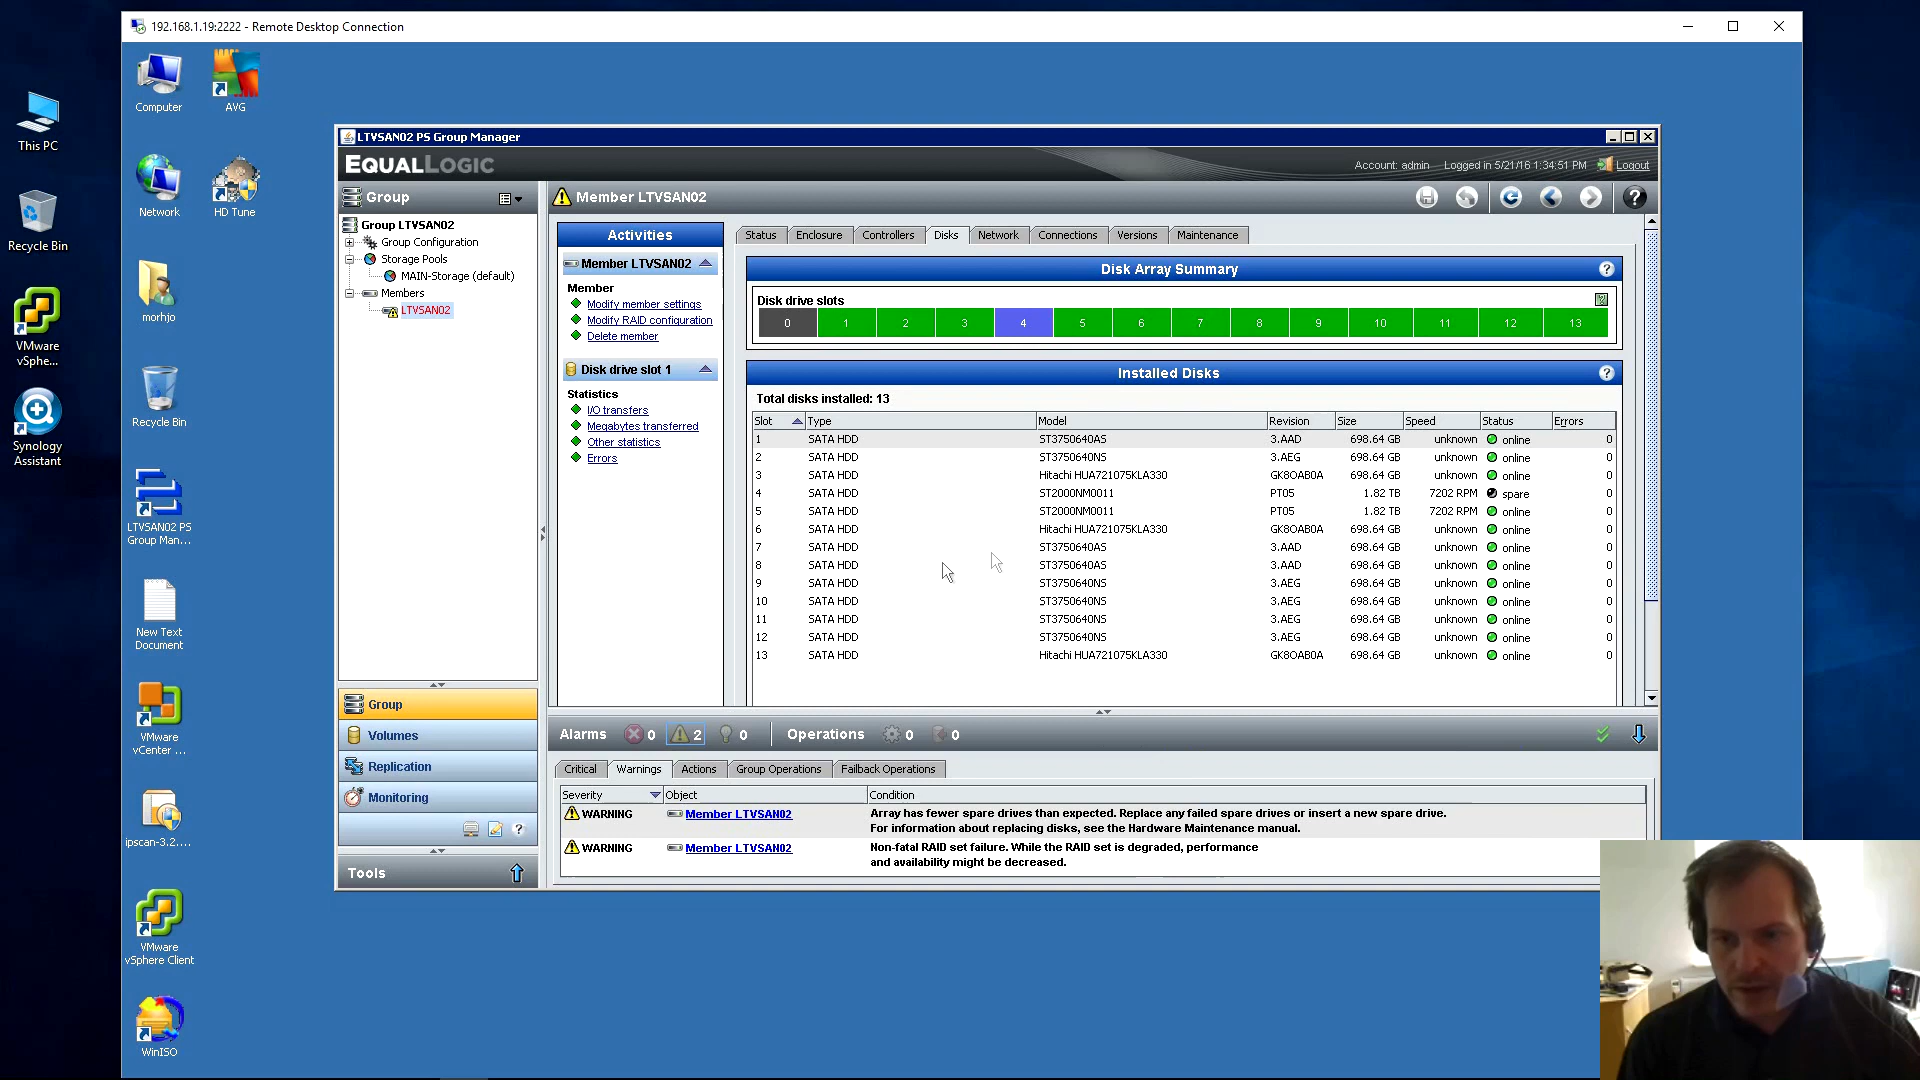 192.168.1.19:2222 - Remote Desktop Connection
This PC
Recycle Bin
VMware
vSphe...
Synology
Assistant
Computer
AVG
Network
HD Tune
morhjo
Recycle Bin
LTVSAN02 PS
Group Man...
New Text
Document
VMware
vCenter ...
ipscan-3.2....
VMware
vSphere Client
WinISO
LTVSAN02 PS Group Manager
EQUALLOGIC
Account: admin Logged in 5/21/16 1:34:51 PM Logout
Group
Member LTVSAN02
?
Group LTVSAN02
Group Configuration
Storage Pools
MAIN-Storage (default)
Members
LTVSAN02
Group
Volumes
Replication
Monitoring
?
Tools
Activities
Member LTVSAN02
Member
Modify member settings
Modify RAID configuration
Delete member
Disk drive slot 1
Statistics
I/O transfers
Megabytes transferred
Other statistics
Errors
Status Enclosure Controllers Disks Network Connections Versions Maintenance
Disk Array Summary ?
Disk drive slots ?
0 1 2 3 4 5 6 7 8 9 10 11 12 13
Installed Disks ?
Total disks installed: 13
Slot Type Model Revision Size Speed Status Errors
1 SATA HDD ST3750640AS 3.AAD 698.64 GB unknown online 0
2 SATA HDD ST3750640NS 3.AEG 698.64 GB unknown online 0
3 SATA HDD Hitachi HUA721075KLA330 GK8OAB0A 698.64 GB unknown online 0
4 SATA HDD ST2000NM0011 PT05 1.82 TB 7202 RPM spare 0
5 SATA HDD ST2000NM0011 PT05 1.82 TB 7202 RPM online 0
6 SATA HDD Hitachi HUA721075KLA330 GK8OAB0A 698.64 GB unknown online 0
7 SATA HDD ST3750640AS 3.AAD 698.64 GB unknown online 0
8 SATA HDD ST3750640AS 3.AAD 698.64 GB unknown online 0
9 SATA HDD ST3750640NS 3.AEG 698.64 GB unknown online 0
10 SATA HDD ST3750640NS 3.AEG 698.64 GB unknown online 0
11 SATA HDD ST3750640NS 3.AEG 698.64 GB unknown online 0
12 SATA HDD ST3750640NS 3.AEG 698.64 GB unknown online 0
13 SATA HDD Hitachi HUA721075KLA330 GK8OAB0A 698.64 GB unknown online 0
Alarms 0 2 0 Operations 0 0
Critical Warnings Actions Group Operations Failback Operations
Severity Object Condition
WARNING Member LTVSAN02 Array has fewer spare drives than expected. Replace any failed spare drives or insert a new spare drive.
For information about replacing disks, see the Hardware Maintenance manual.
WARNING Member LTVSAN02 Non-fatal RAID set failure. While the RAID set is degraded, performance
and availability might be decreased.